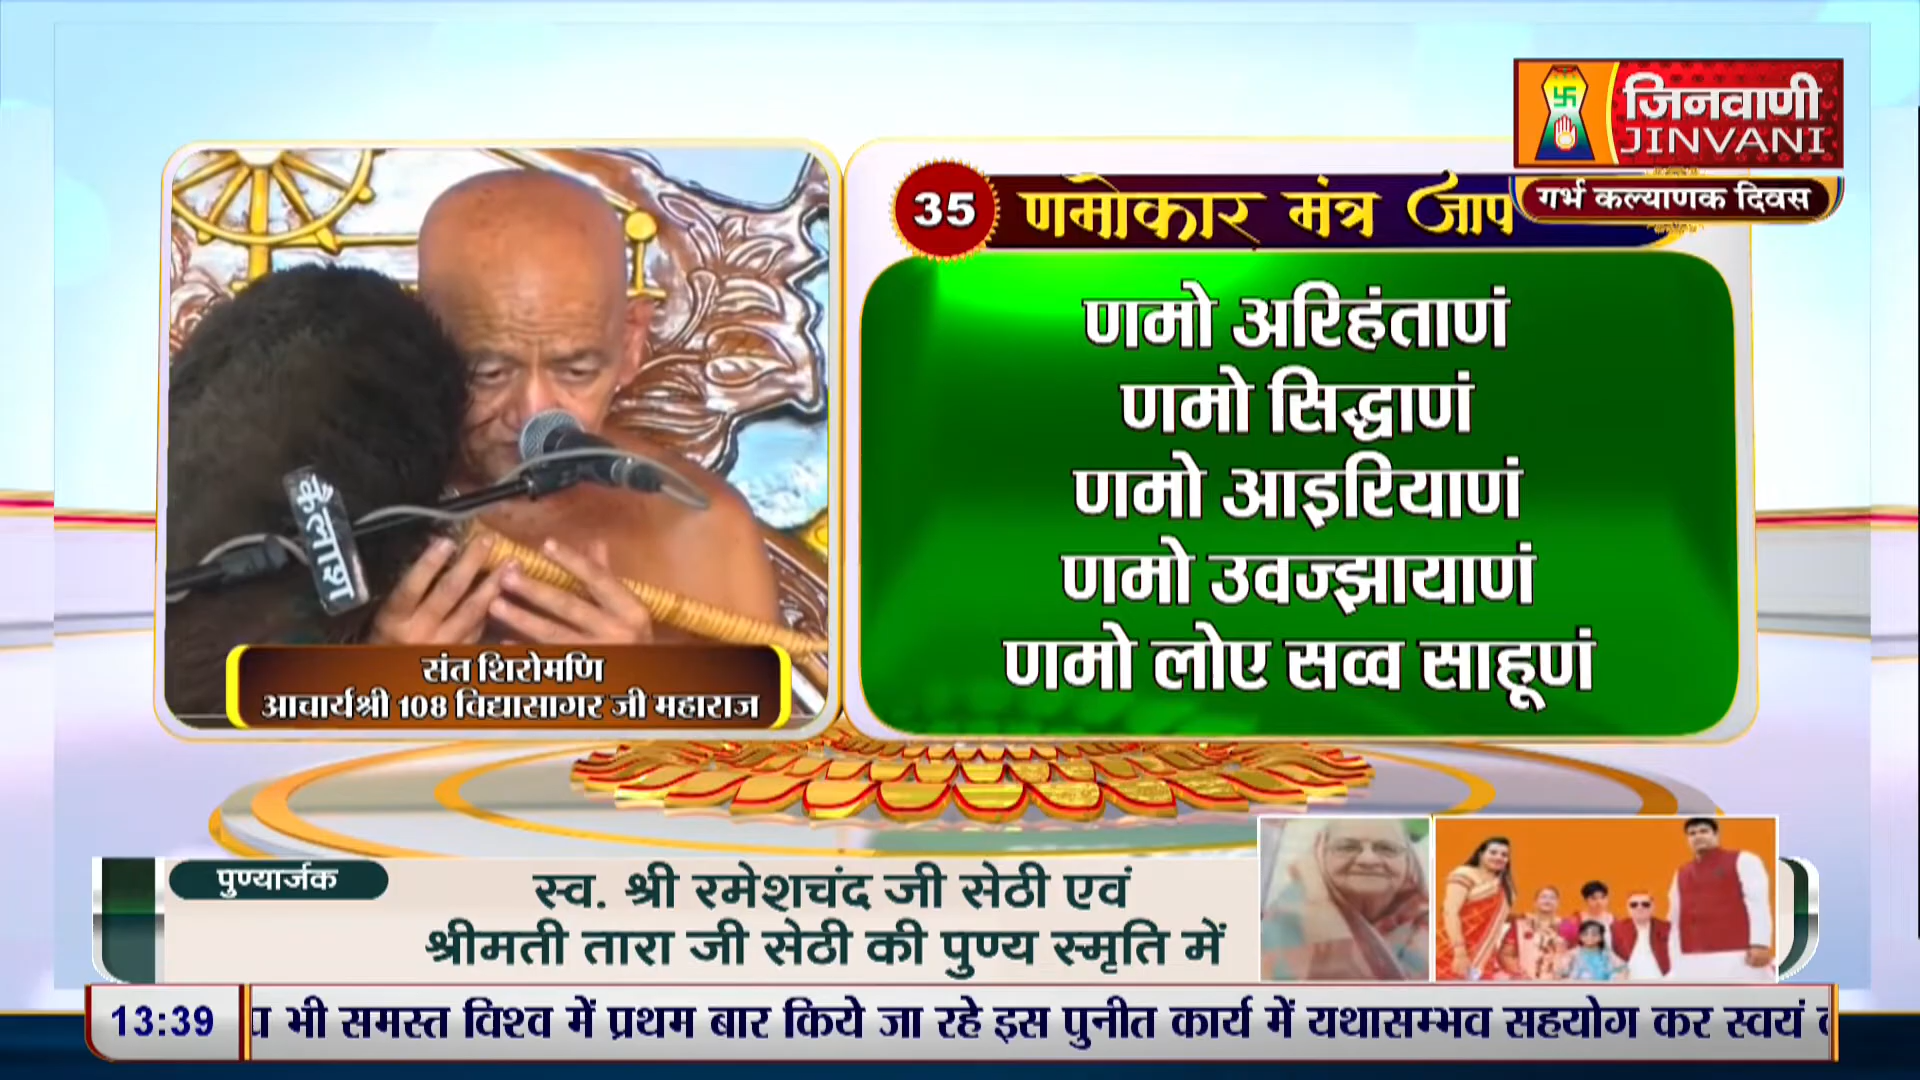 जिनवाणी
JINVANI
गर्भ कल्याणक दिवस
35 णमोकार मंत्र जाप
णमो अरिहंताणं
णमो सिद्धाणं
णमो आइरियाणं
णमो उवज्झायाणं
णमो लोए सव्व साहूणं
कैलाश
संत शिरोमणि
आचार्यश्री 108 विद्यासागर जी महाराज
पुण्यार्जक
स्व. श्री रमेशचंद जी सेठी एवं
श्रीमती तारा जी सेठी की पुण्य स्मृति में
13:39 भी समस्त विश्व में प्रथम बार किये जा रहे इस पुनीत कार्य में यथासम्भव सहयोग कर स्वयं